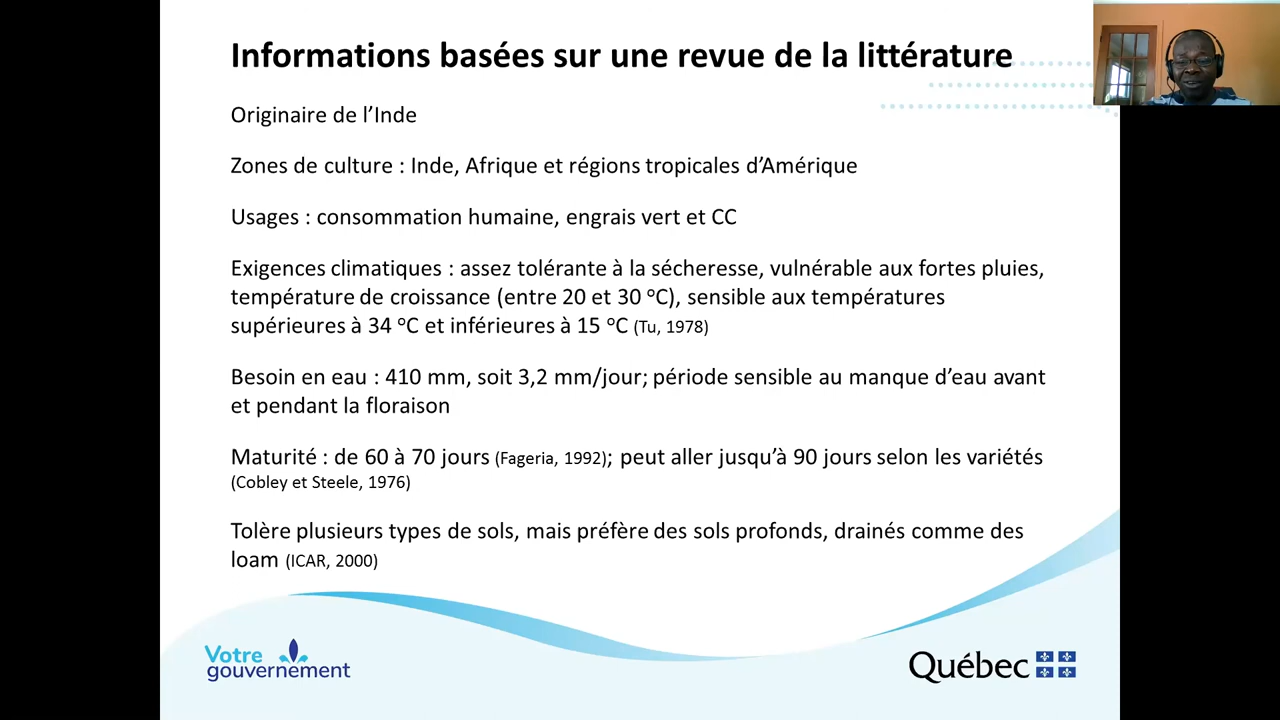 Informations basées sur une revue de la littérature
Originaire de l’Inde
Zones de culture : Inde, Afrique et régions tropicales d’Amérique
Usages : consommation humaine, engrais vert et CC
Exigences climatiques : assez tolérante à la sécheresse, vulnérable aux fortes pluies,
température de croissance (entre 20 et 30 ºC), sensible aux températures
supérieures à 34 ºC et inférieures à 15 ºC (Tu, 1978)
Besoin en eau : 410 mm, soit 3,2 mm/jour; période sensible au manque d’eau avant
et pendant la floraison
Maturité : de 60 à 70 jours (Fageria, 1992); peut aller jusqu’à 90 jours selon les variétés
(Cobley et Steele, 1976)
Tolère plusieurs types de sols, mais préfère des sols profonds, drainés comme des
loam (ICAR, 2000)
Votre
gouvernement
Québec